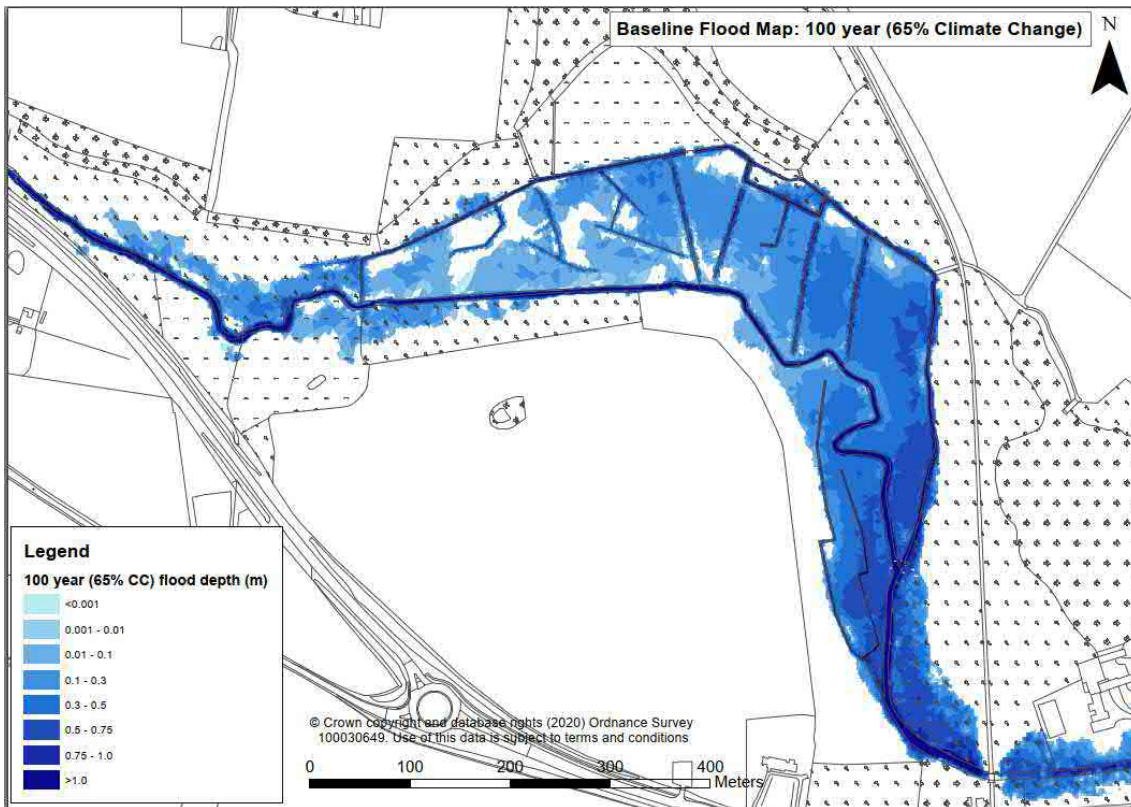 Baseline Flood Map: 100 year (65% Climate Change)
N
Legend
100 year (65% CC) flood depth (m)
<0.001
0.001 - 0.01
0.01 - 0.1
0.1 - 0.3
0.3 - 0.5
0.5 - 0.75
0.75 - 1.0
>1.0
© Crown copyright and database rights (2020) Ordnance Survey
100030649. Use of this data is subject to terms and conditions
0 100 200 300 400
Meters